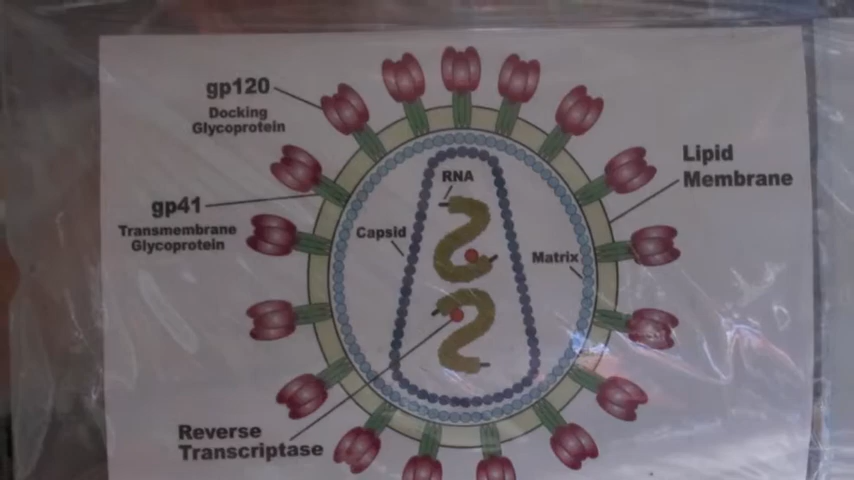 gp120
Docking
Glycoprotein
gp41
Transmembrane
Glycoprotein
RNA
Capsid
Matrix
Lipid
Membrane
Reverse
Transcriptase